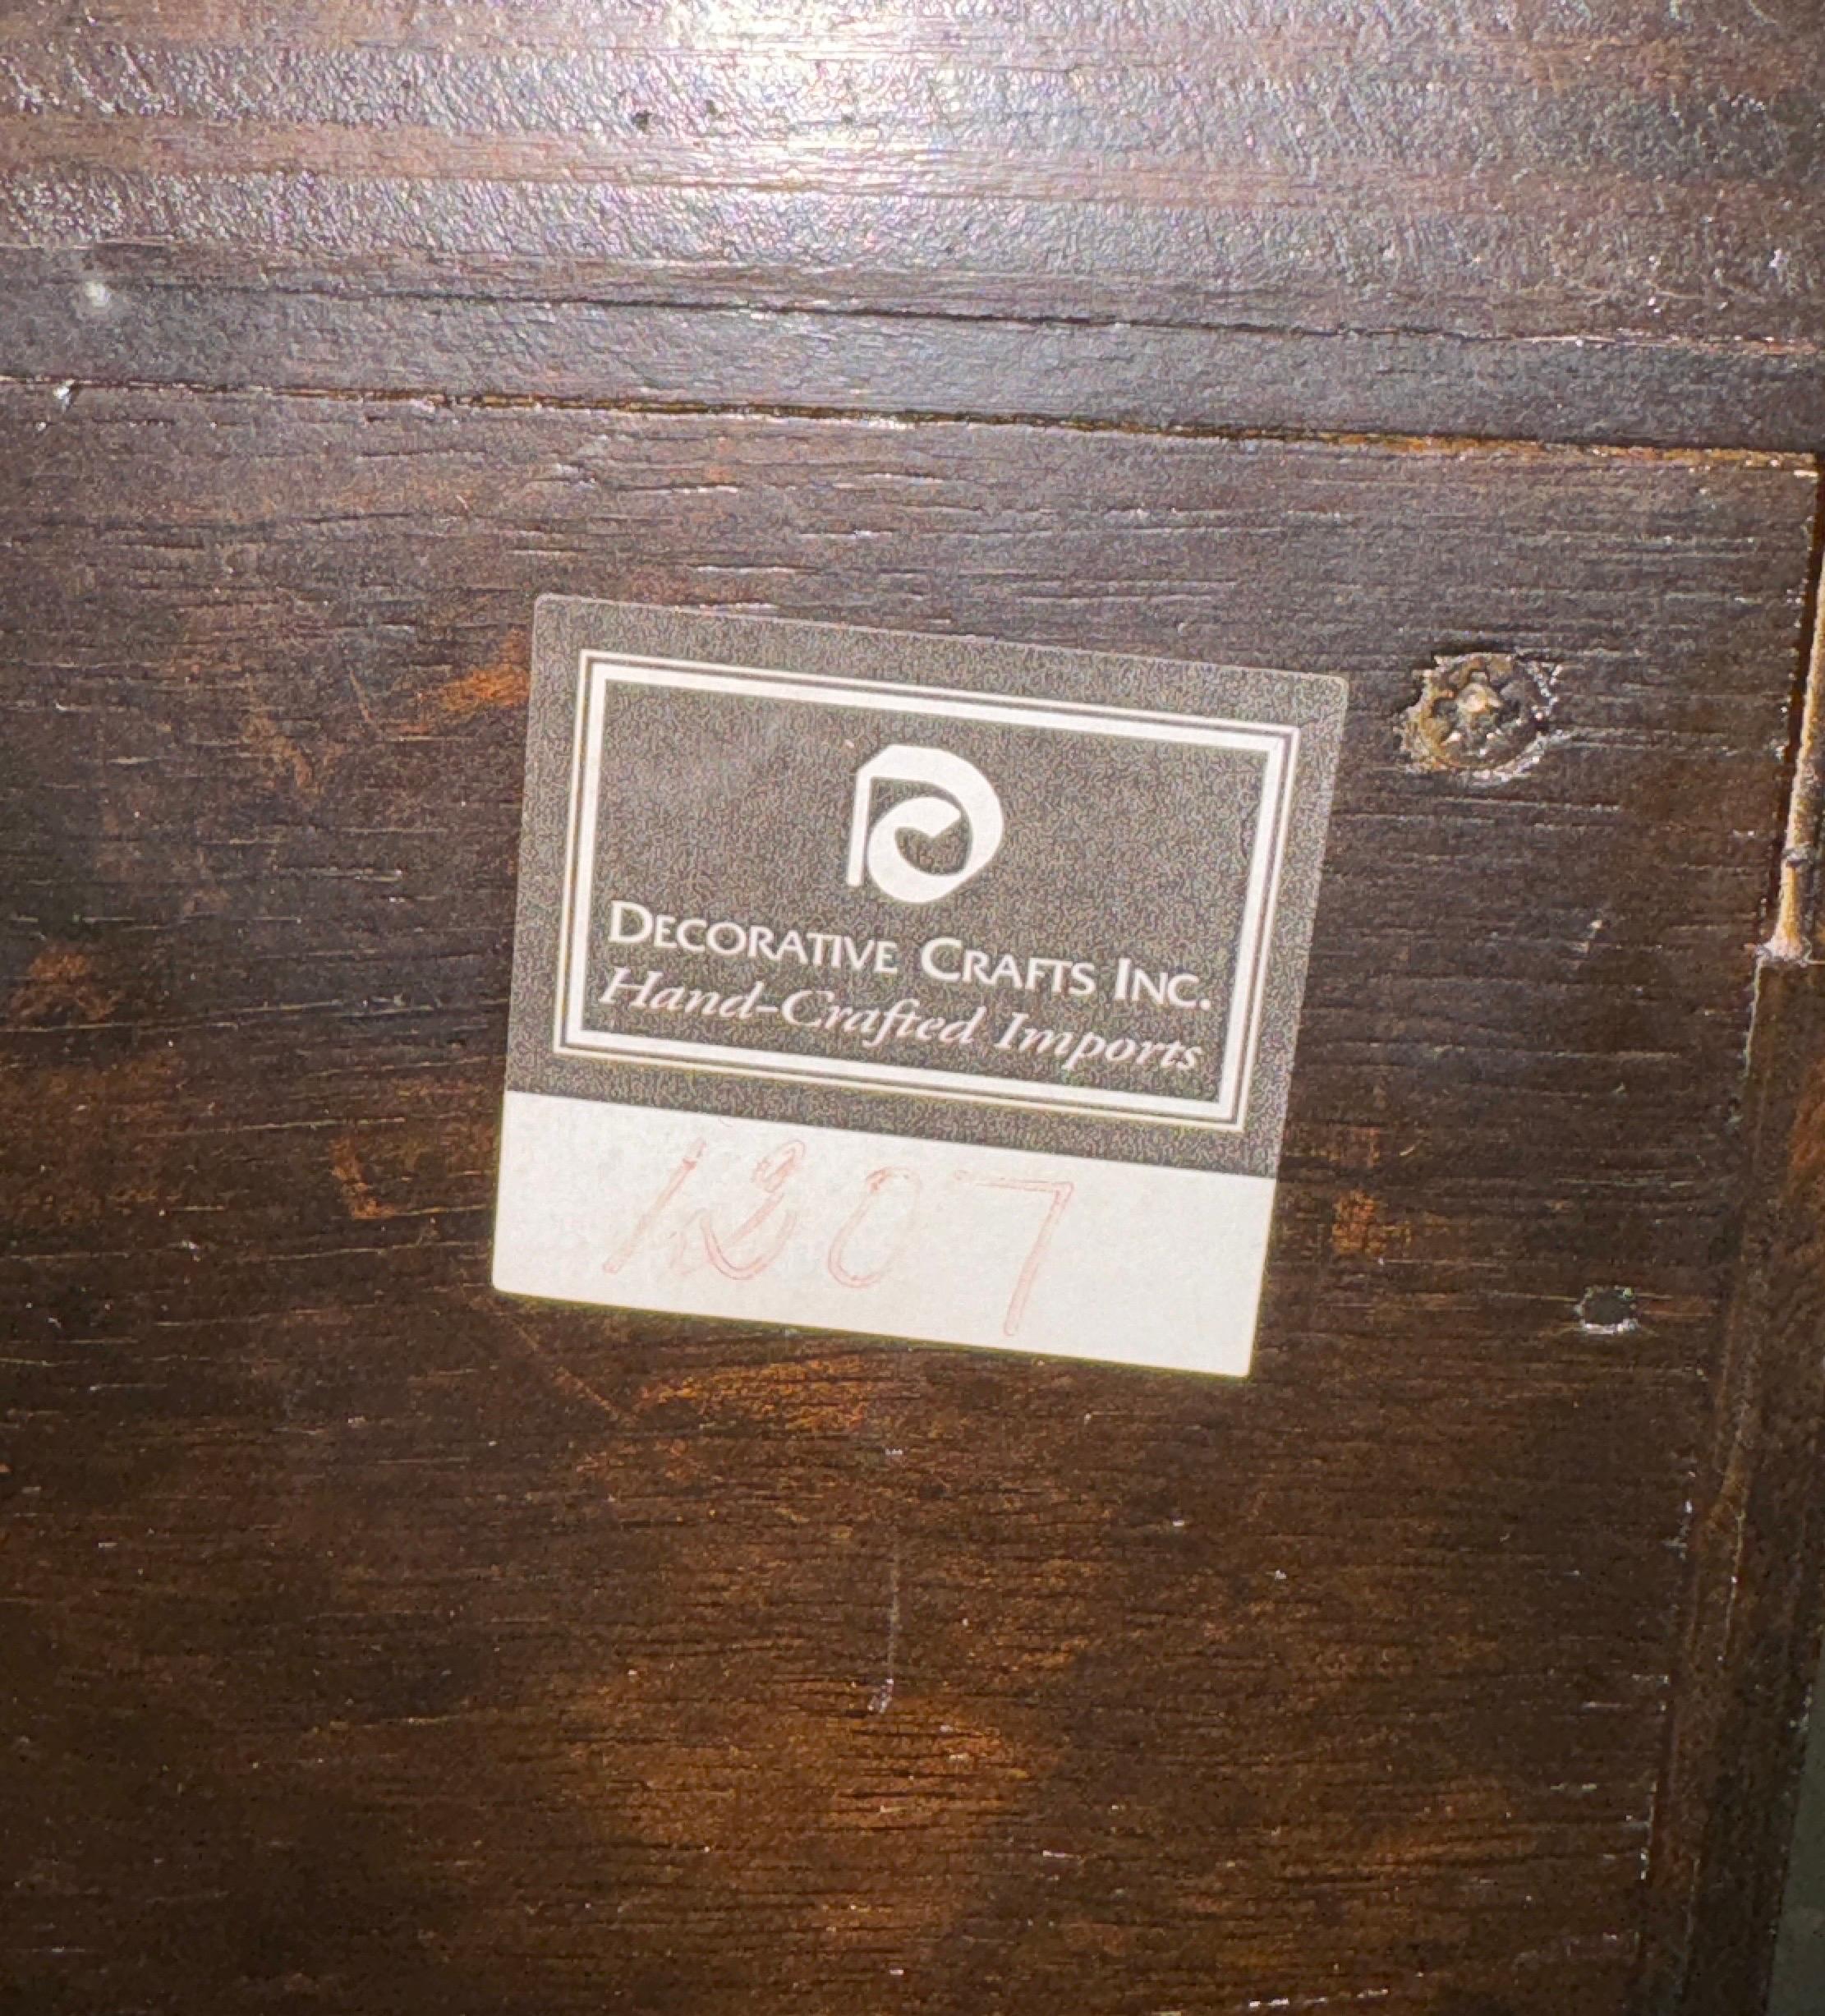 DECORATIVE CRAFTS INC.
Hand-Crafted Imports
1207